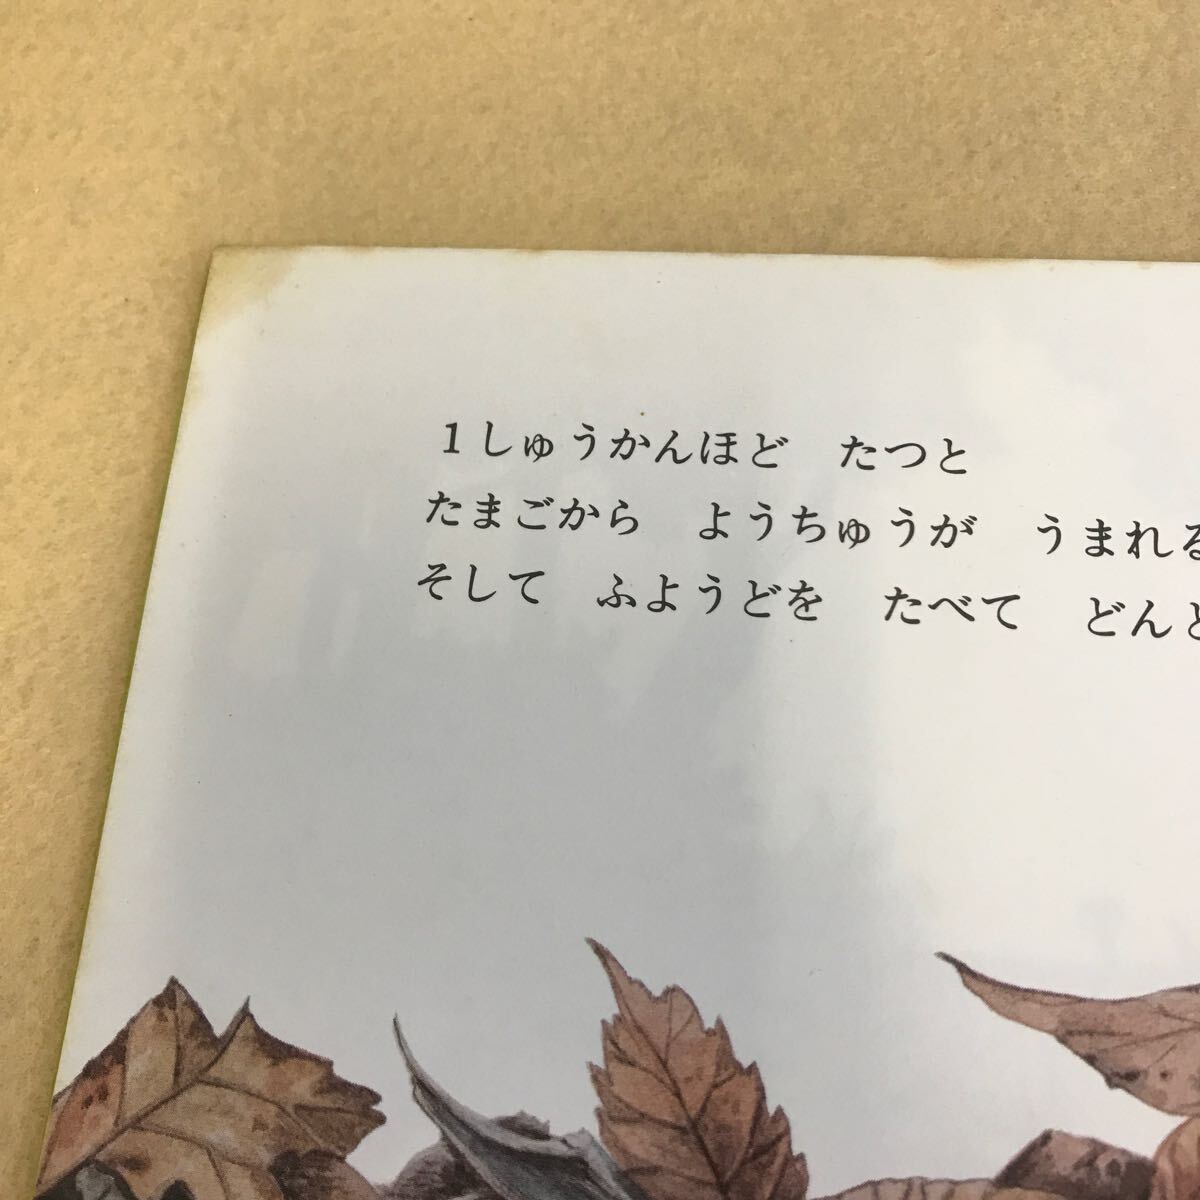 1しゅうかんほど　たつと
たまごから　ようちゅうが　うまれる
そして　ふようどを　たべて　どんと